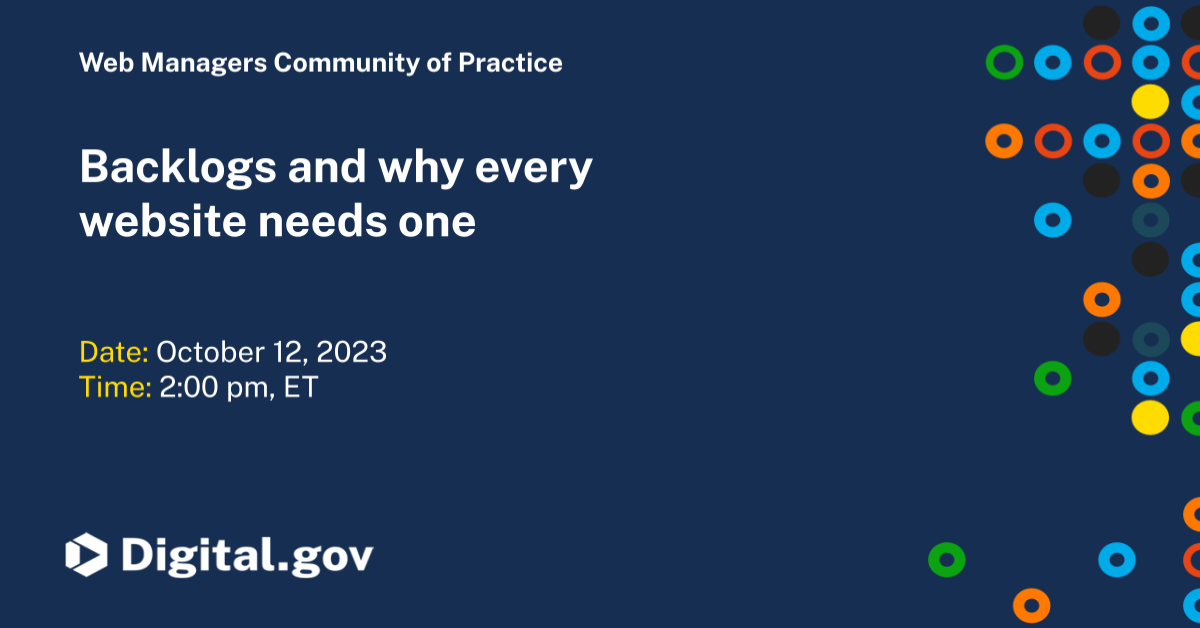 Web Managers Community of Practice
Backlogs and why every
website needs one
Date: October 12, 2023
Time: 2:00 pm, ET
Digital.gov